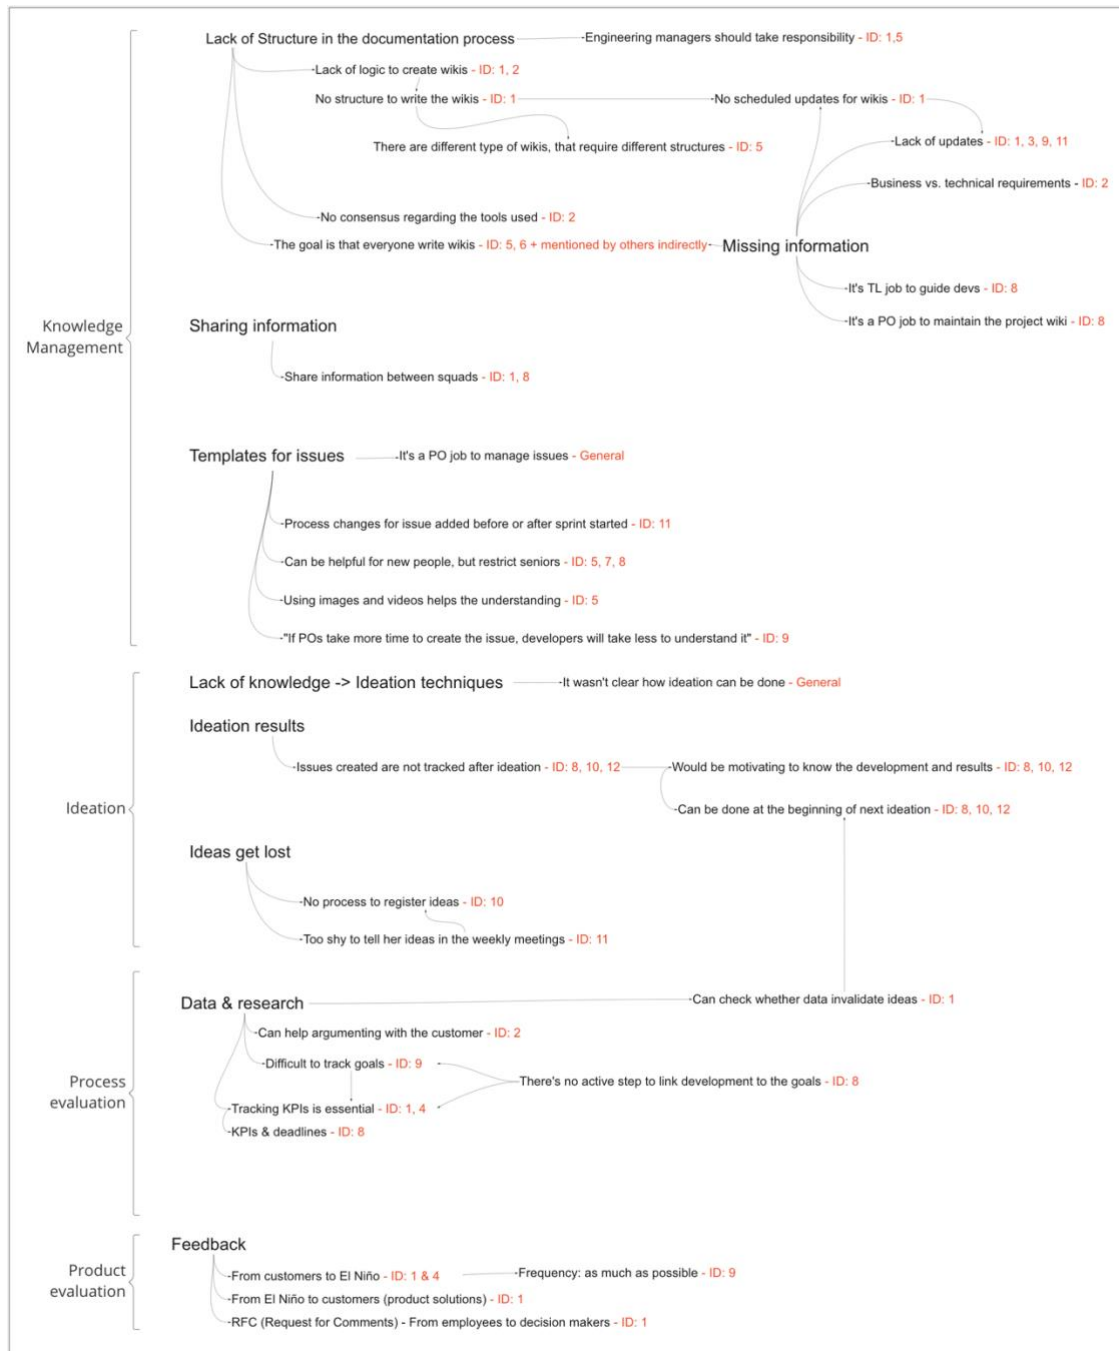 Lack of Structure in the documentation process
-Engineering managers should take responsibility - ID: 1,5
-Lack of logic to create wikis - ID: 1, 2
No structure to write the wikis - ID: 1
-No scheduled updates for wikis - ID: 1
There are different type of wikis, that require different structures - ID: 5
-Lack of updates - ID: 1, 3, 9, 11
-Business vs. technical requirements - ID: 2
-No consensus regarding the tools used - ID: 2
-The goal is that everyone write wikis - ID: 5, 6 + mentioned by others indirectly
Missing information
-It's TL job to guide devs - ID: 8
-It's a PO job to maintain the project wiki - ID: 8
Knowledge
Management
Sharing information
-Share information between squads - ID: 1, 8
Templates for issues
-It's a PO job to manage issues - General
-Process changes for issue added before or after sprint started - ID: 11
-Can be helpful for new people, but restrict seniors - ID: 5, 7, 8
-Using images and videos helps the understanding - ID: 5
-"If POs take more time to create the issue, developers will take less to understand it" - ID: 9
Ideation
Lack of knowledge -> Ideation techniques
-It wasn't clear how ideation can be done - General
Ideation results
-Issues created are not tracked after ideation - ID: 8, 10, 12
-Would be motivating to know the development and results - ID: 8, 10, 12
-Can be done at the beginning of next ideation - ID: 8, 10, 12
Ideas get lost
-No process to register ideas - ID: 10
-Too shy to tell her ideas in the weekly meetings - ID: 11
Process
evaluation
Data & research
-Can check whether data invalidate ideas - ID: 1
-Can help argumenting with the customer - ID: 2
-Difficult to track goals - ID: 9
There's no active step to link development to the goals - ID: 8
-Tracking KPIs is essential - ID: 1, 4
-KPIs & deadlines - ID: 8
Product
evaluation
Feedback
-From customers to El Niño - ID: 1 & 4
-Frequency: as much as possible - ID: 9
-From El Niño to customers (product solutions) - ID: 1
-RFC (Request for Comments) - From employees to decision makers - ID: 1